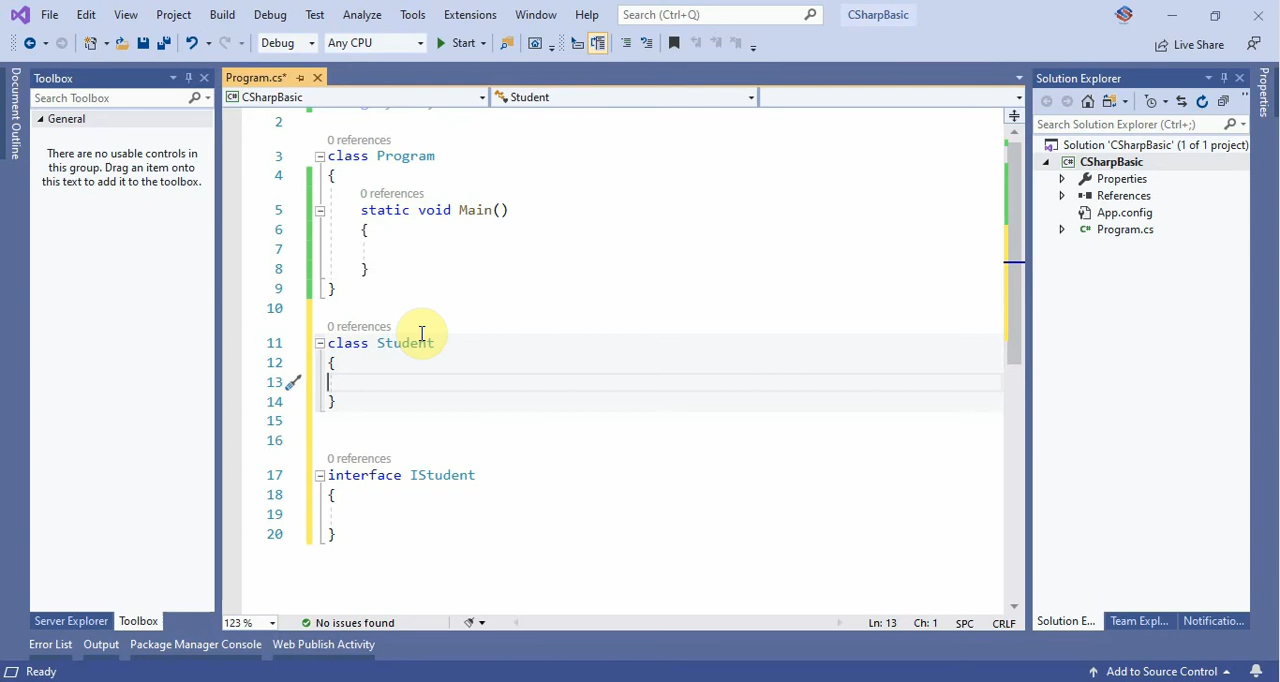 File Edit View Project Build Debug Test Analyze Tools Extensions Window Help Search (Ctrl+Q) CSharpBasic
Debug Any CPU Start Live Share
Document Outline
Toolbox
Search Toolbox
General
There are no usable controls in
this group. Drag an item onto
this text to add it to the toolbox.
Server Explorer Toolbox
Program.cs*
CSharpBasic Student
2
0 references
3 class Program
4 {
0 references
5 static void Main()
6 {
7
8 }
9 }
10
0 references
11 class Student
12 {
13
14 }
15
16
0 references
17 interface IStudent
18 {
19
20 }
123 % No issues found Ln: 13 Ch: 1 SPC CRLF
Solution Explorer
Search Solution Explorer (Ctrl+;)
Solution 'CSharpBasic' (1 of 1 project)
C# CSharpBasic
Properties
References
App.config
C# Program.cs
Solution E... Team Expl... Notificatio...
Properties
Error List Output Package Manager Console Web Publish Activity
Ready Add to Source Control